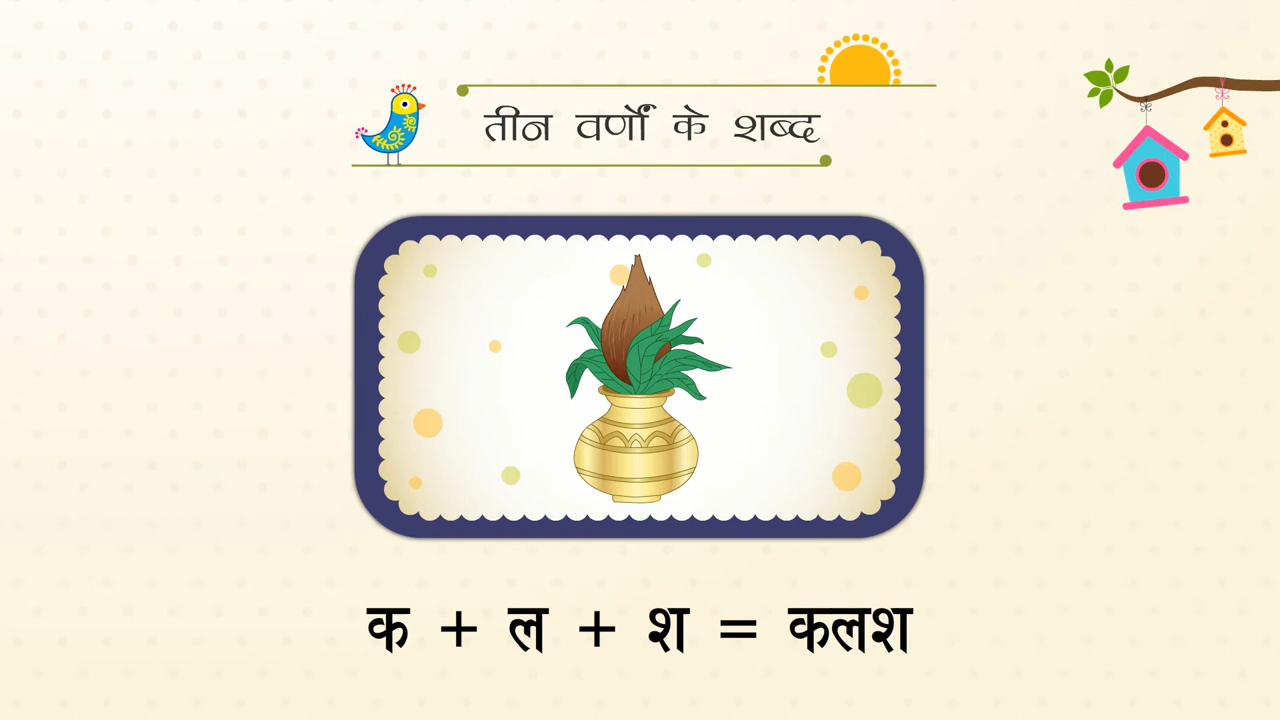 तीन वर्णों के शब्द
क + ल + श = कलश